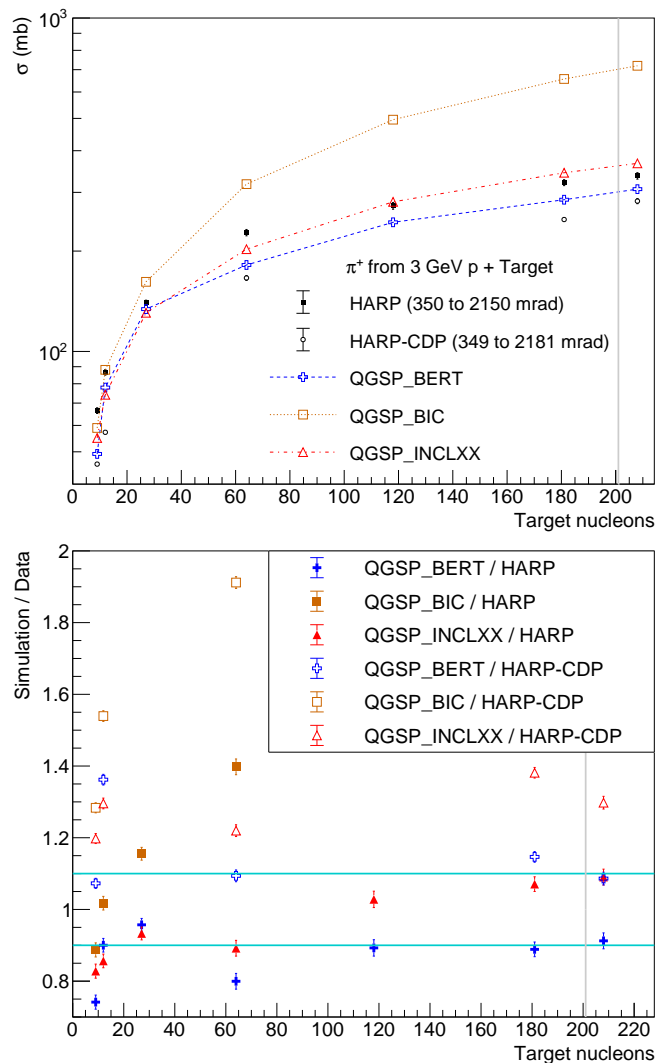 σ (mb)
10³
10²
π⁺ from 3 GeV p + Target
HARP (350 to 2150 mrad)
HARP-CDP (349 to 2181 mrad)
QGSP_BERT
QGSP_BIC
QGSP_INCLXX
0 20 40 60 80 100 120 140 160 180 200
Target nucleons
Simulation / Data
2
1.8
1.6
1.4
1.2
1
0.8
QGSP_BERT / HARP
QGSP_BIC / HARP
QGSP_INCLXX / HARP
QGSP_BERT / HARP-CDP
QGSP_BIC / HARP-CDP
QGSP_INCLXX / HARP-CDP
0 20 40 60 80 100 120 140 160 180 200 220
Target nucleons